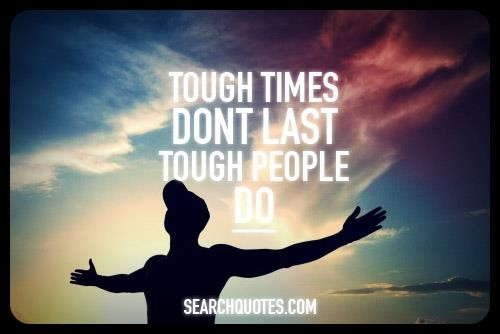 TOUGH TIMES
DONT LAST
TOUGH PEOPLE
DO
SEARCHQUOTES.COM